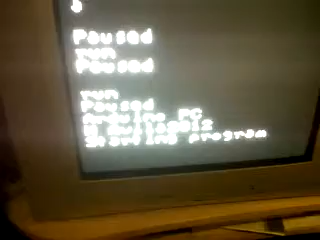 Paused
run
Paused
run
Paused
Arduino PC
Starting program